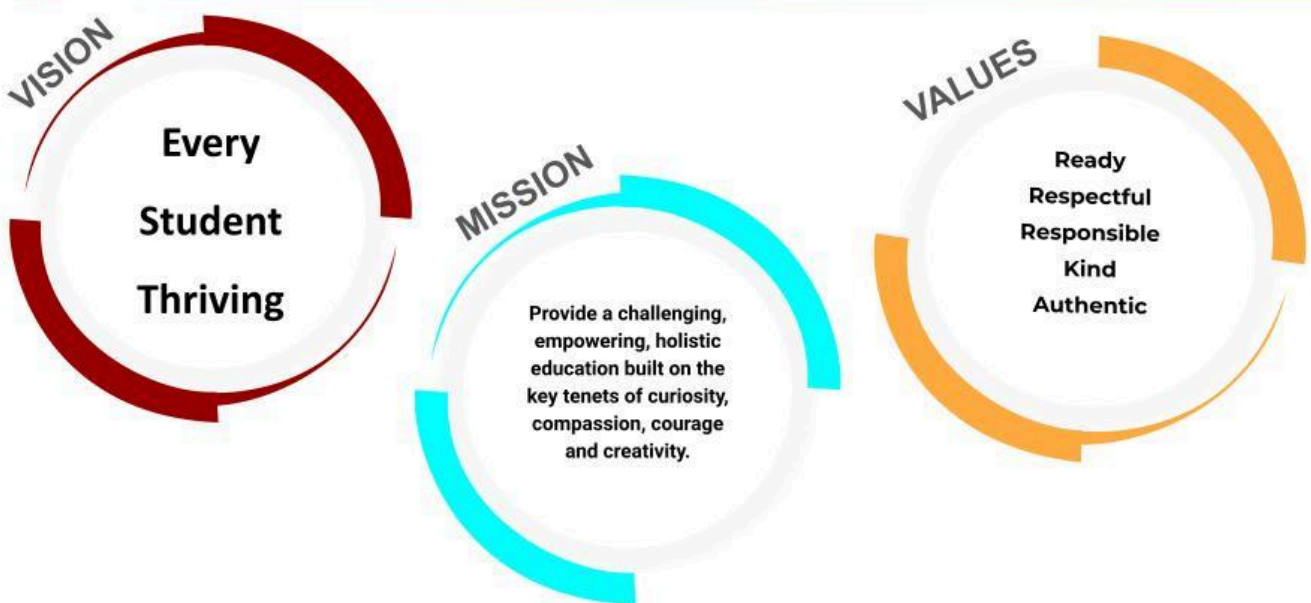 VISION
Every
Student
Thriving
MISSION
Provide a challenging,
empowering, holistic
education built on the
key tenets of curiosity,
compassion, courage
and creativity.
VALUES
Ready
Respectful
Responsible
Kind
Authentic